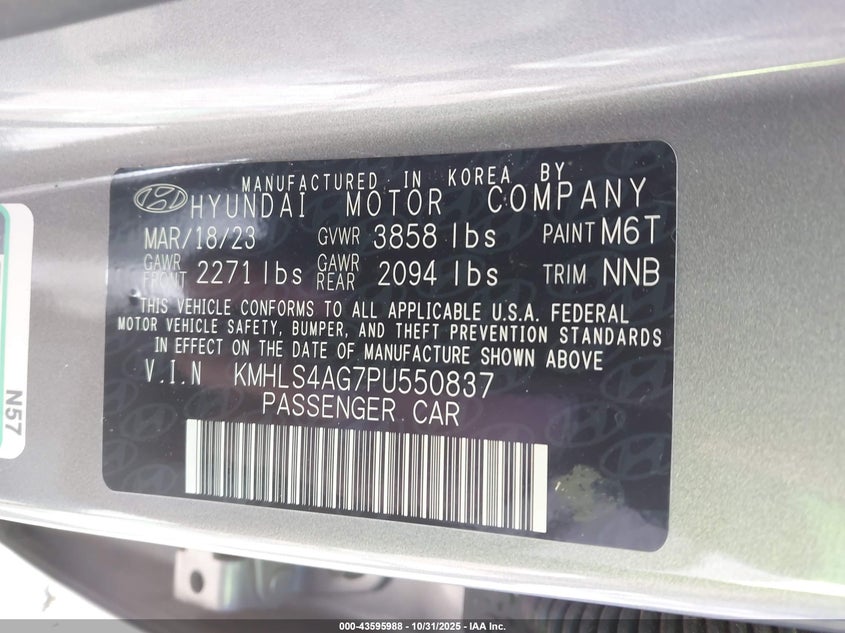 MANUFACTURED IN KOREA BY
HYUNDAI MOTOR COMPANY
MAR/18/23 GVWR 3858 lbs PAINT M6T
GAWR FRONT 2271 lbs GAWR REAR 2094 lbs TRIM NNB
THIS VEHICLE CONFORMS TO ALL APPLICABLE U.S.A. FEDERAL
MOTOR VEHICLE SAFETY, BUMPER, AND THEFT PREVENTION STANDARDS
IN EFFECT ON THE DATE OF MANUFACTURE SHOWN ABOVE
V.I.N KMHLS4AG7PU550837
PASSENGER CAR
N57
000-43595988 - 10/31/2025 - IAA Inc.